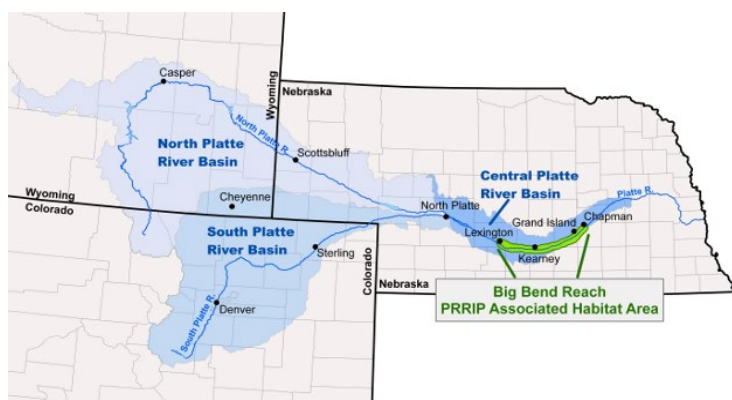 Casper
Wyoming
Nebraska
North Platte R.
North Platte
River Basin
Scottsbluff
Central Platte
River Basin
Platte R.
Wyoming
Colorado
Cheyenne
North Platte
Grand Island
Chapman
Lexington
South Platte
River Basin
Sterling
Kearney
Colorado
Nebraska
Big Bend Reach
PRRIP Associated Habitat Area
Denver
South Platte R.